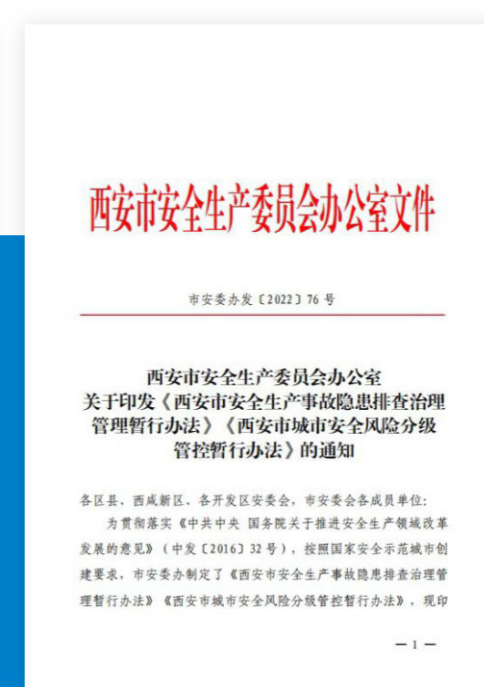 西安市安全生产委员会办公室文件
市安委办发〔2022〕76 号
西安市安全生产委员会办公室
关于印发《西安市安全生产事故隐患排查治理
管理暂行办法》《西安市城市安全风险分级
管控暂行办法》的通知
各区县、西咸新区、各开发区安委会，市安委会各成员单位：
为贯彻落实《中共中央 国务院关于推进安全生产领域改革
发展的意见》（中发〔2016〕32 号），按照国家安全示范城市创
建要求，市安委办制定了《西安市安全生产事故隐患排查治理管
理暂行办法》《西安市城市安全风险分级管控暂行办法》，现印
— 1 —